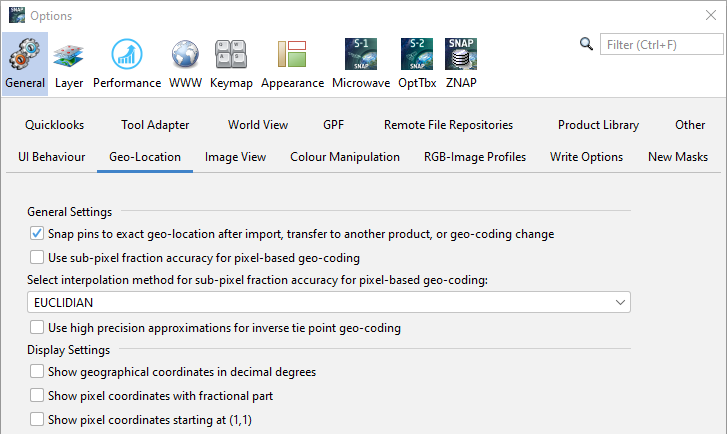 Options
Filter (Ctrl+F)
S-1 S-2 SNAP
General Layer Performance WWW Keymap Appearance Microwave OptTbx ZNAP
Quicklooks Tool Adapter World View GPF Remote File Repositories Product Library Other
UI Behaviour Geo-Location Image View Colour Manipulation RGB-Image Profiles Write Options New Masks
General Settings
Snap pins to exact geo-location after import, transfer to another product, or geo-coding change
Use sub-pixel fraction accuracy for pixel-based geo-coding
Select interpolation method for sub-pixel fraction accuracy for pixel-based geo-coding:
EUCLIDIAN
Use high precision approximations for inverse tie point geo-coding
Display Settings
Show geographical coordinates in decimal degrees
Show pixel coordinates with fractional part
Show pixel coordinates starting at (1,1)